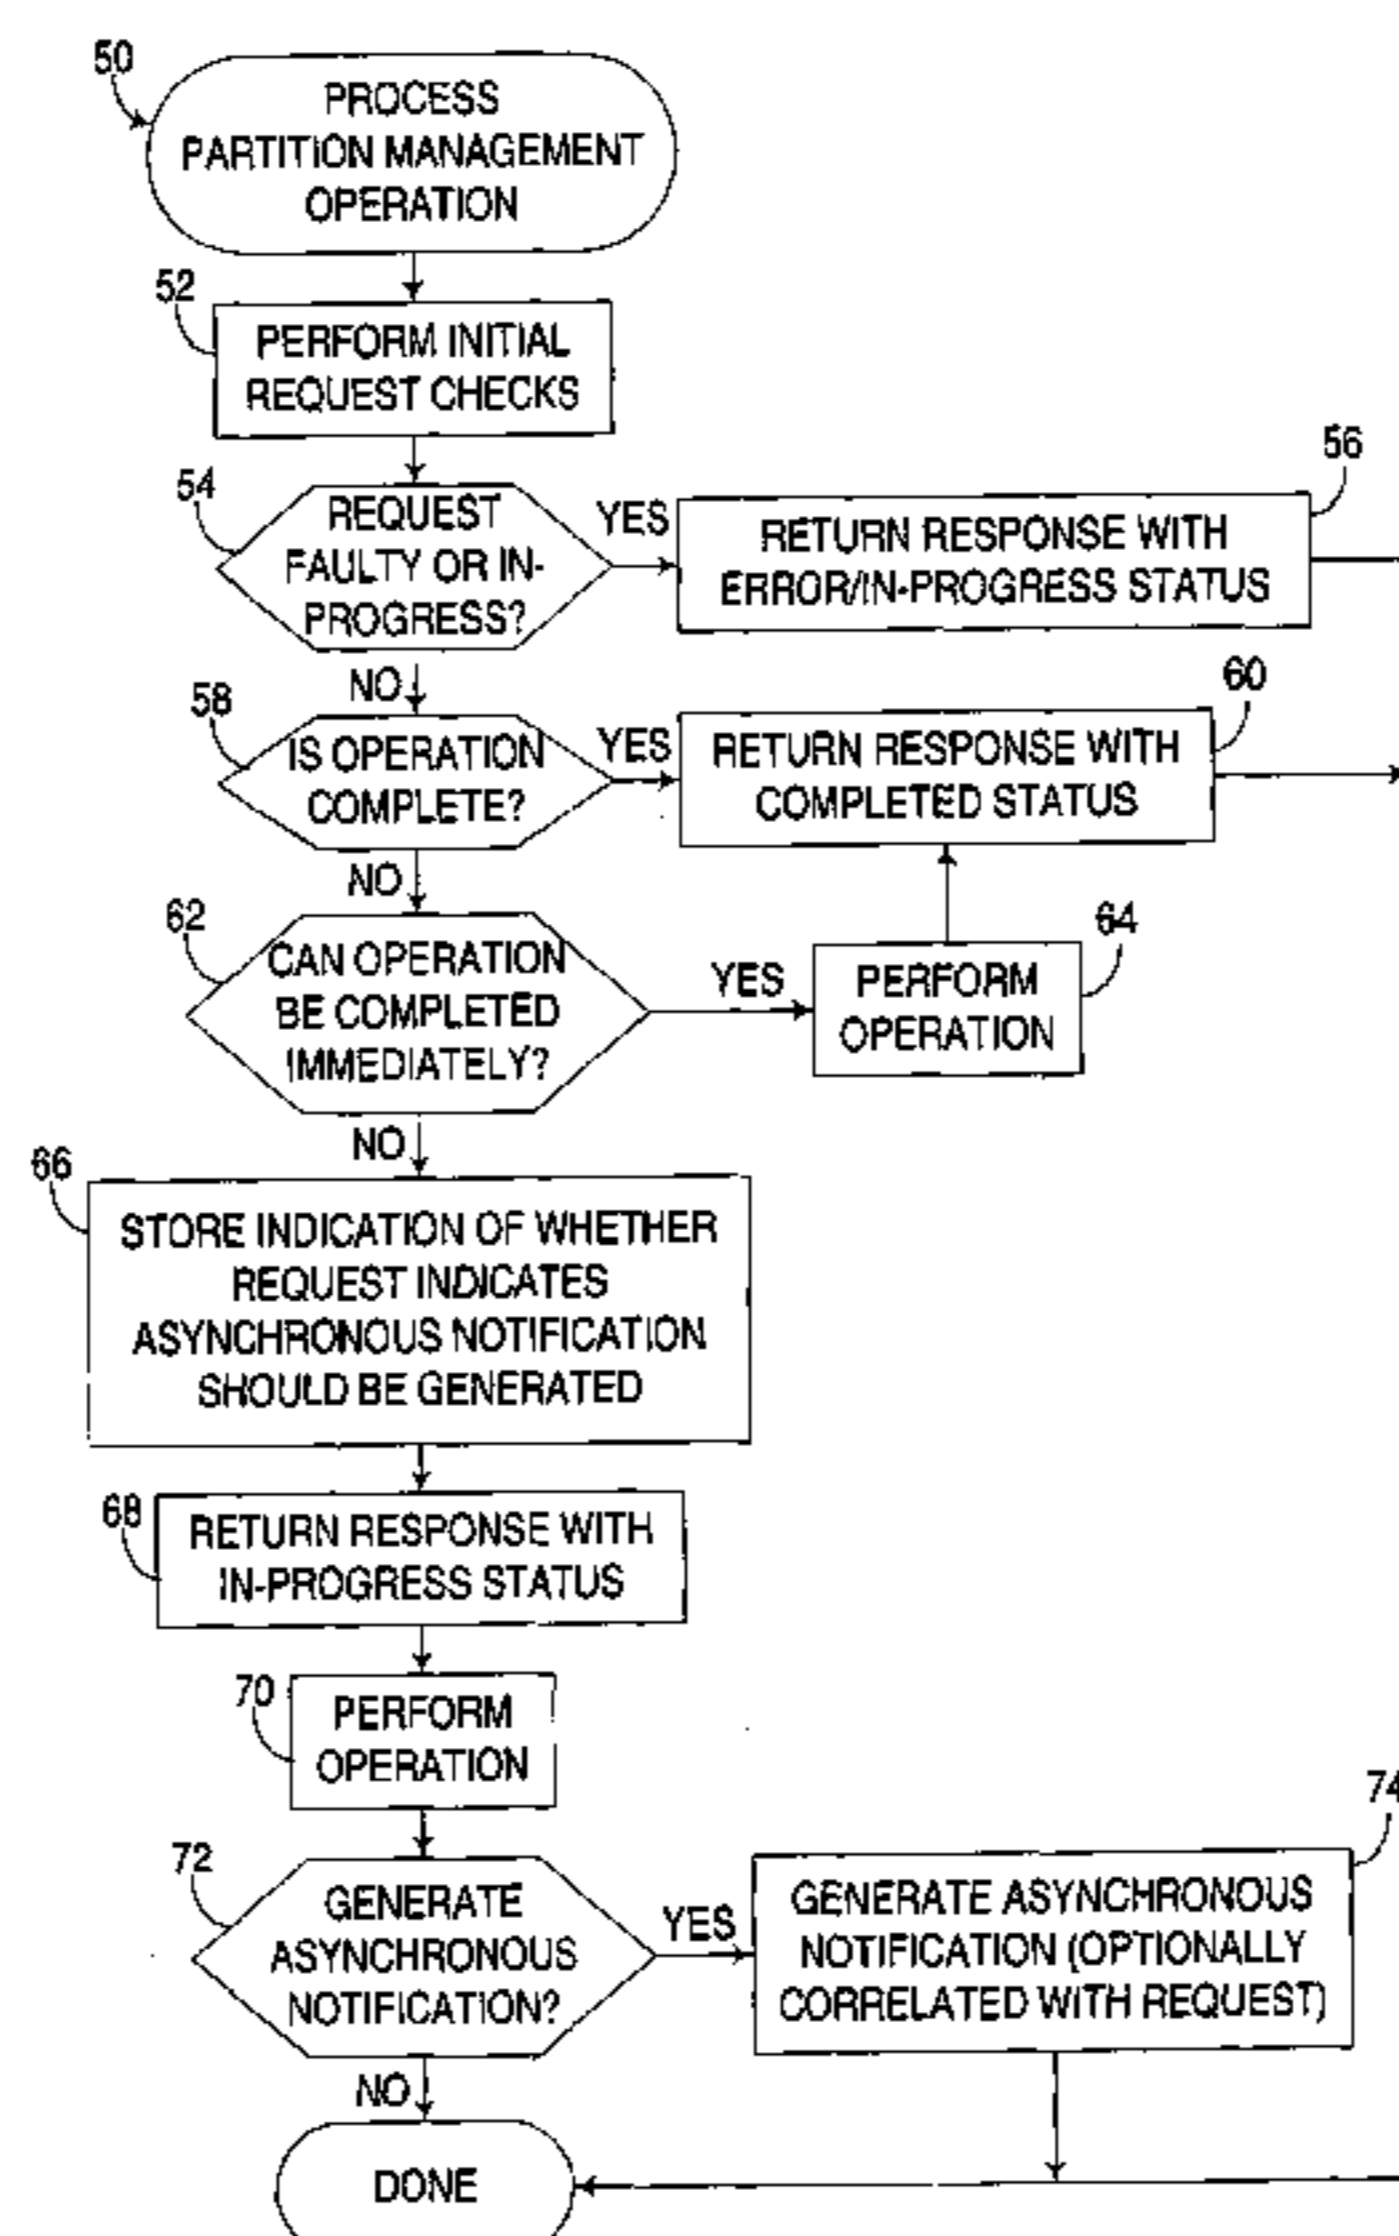 50
PROCESS
PARTITION MANAGEMENT
OPERATION
52
PERFORM INITIAL
REQUEST CHECKS
54
REQUEST
FAULTY OR IN-
PROGRESS?
YES
56
RETURN RESPONSE WITH
ERROR/IN-PROGRESS STATUS
NO
58
IS OPERATION
COMPLETE?
YES
60
RETURN RESPONSE WITH
COMPLETED STATUS
NO
62
CAN OPERATION
BE COMPLETED
IMMEDIATELY?
YES
64
PERFORM
OPERATION
NO
66
STORE INDICATION OF WHETHER
REQUEST INDICATES
ASYNCHRONOUS NOTIFICATION
SHOULD BE GENERATED
68
RETURN RESPONSE WITH
IN-PROGRESS STATUS
70
PERFORM
OPERATION
72
GENERATE
ASYNCHRONOUS
NOTIFICATION?
YES
74
GENERATE ASYNCHRONOUS
NOTIFICATION (OPTIONALLY
CORRELATED WITH REQUEST)
NO
DONE